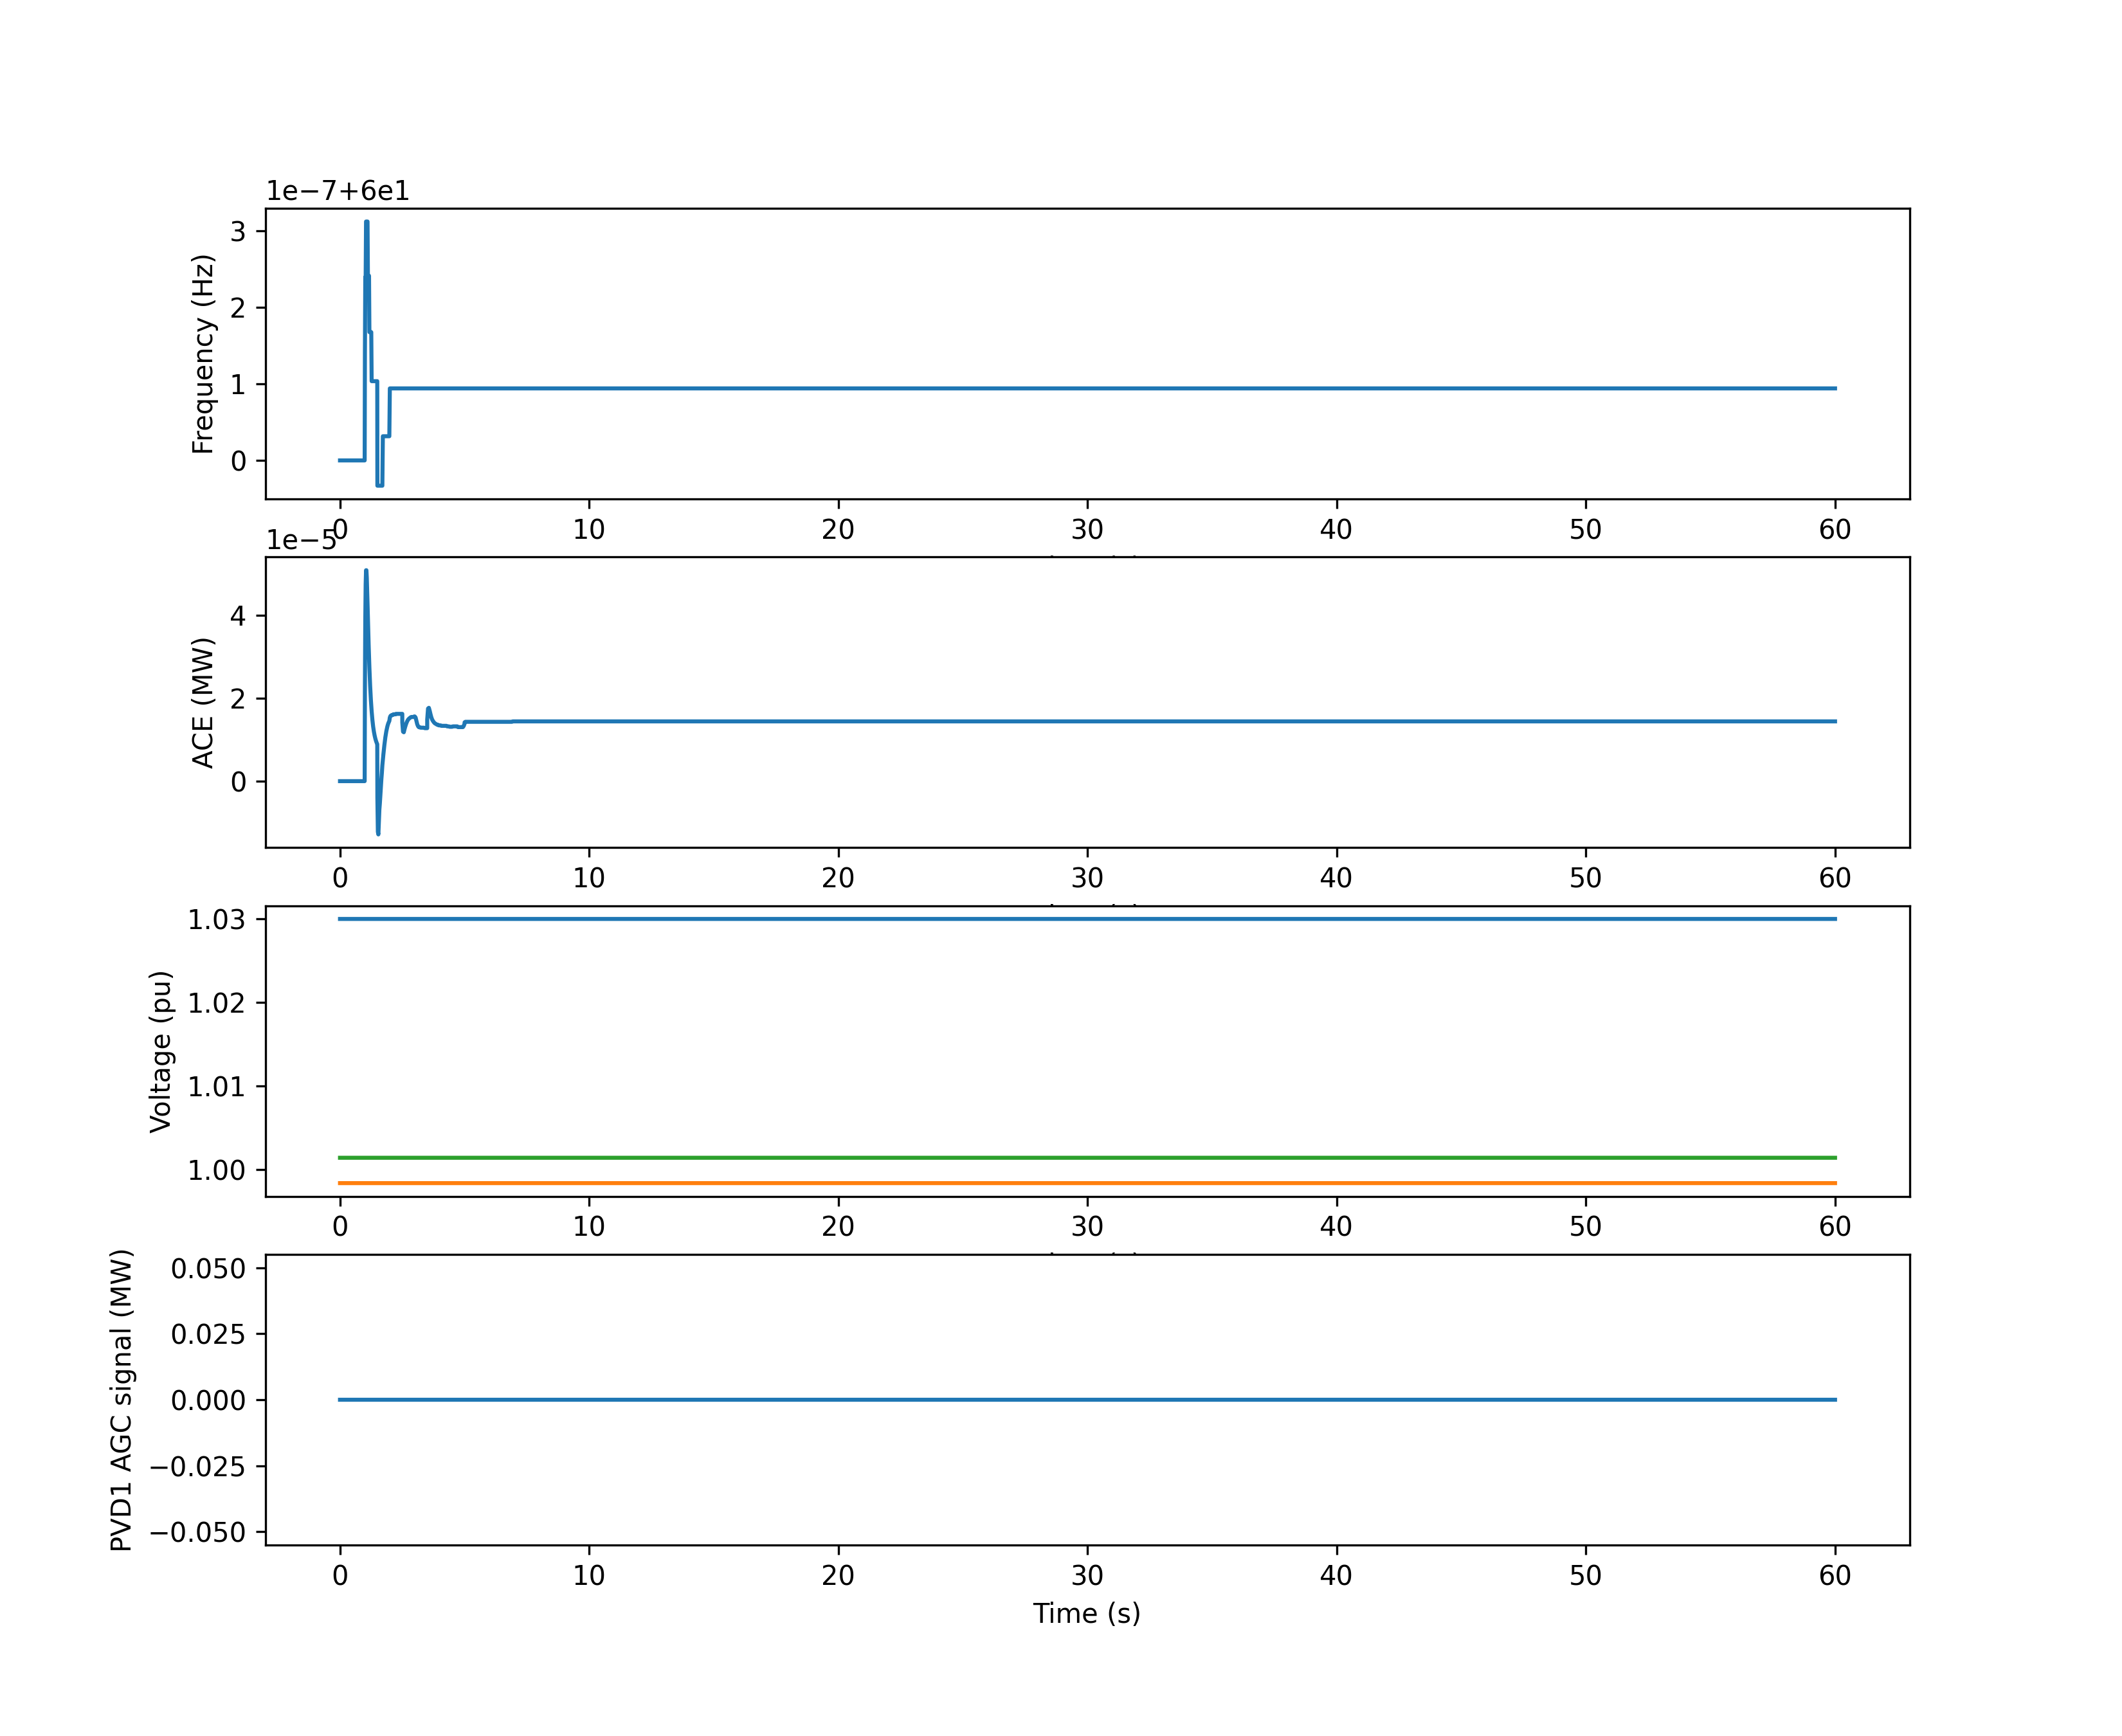 1e−7+6e1
Frequency (Hz)
3
2
1
0
0 10 20 30 40 50 60
1e−5
ACE (MW)
4
2
0
0 10 20 30 40 50 60
Voltage (pu)
1.03
1.02
1.01
1.00
0 10 20 30 40 50 60
PVD1 AGC signal (MW)
0.050
0.025
0.000
−0.025
−0.050
0 10 20 30 40 50 60
Time (s)